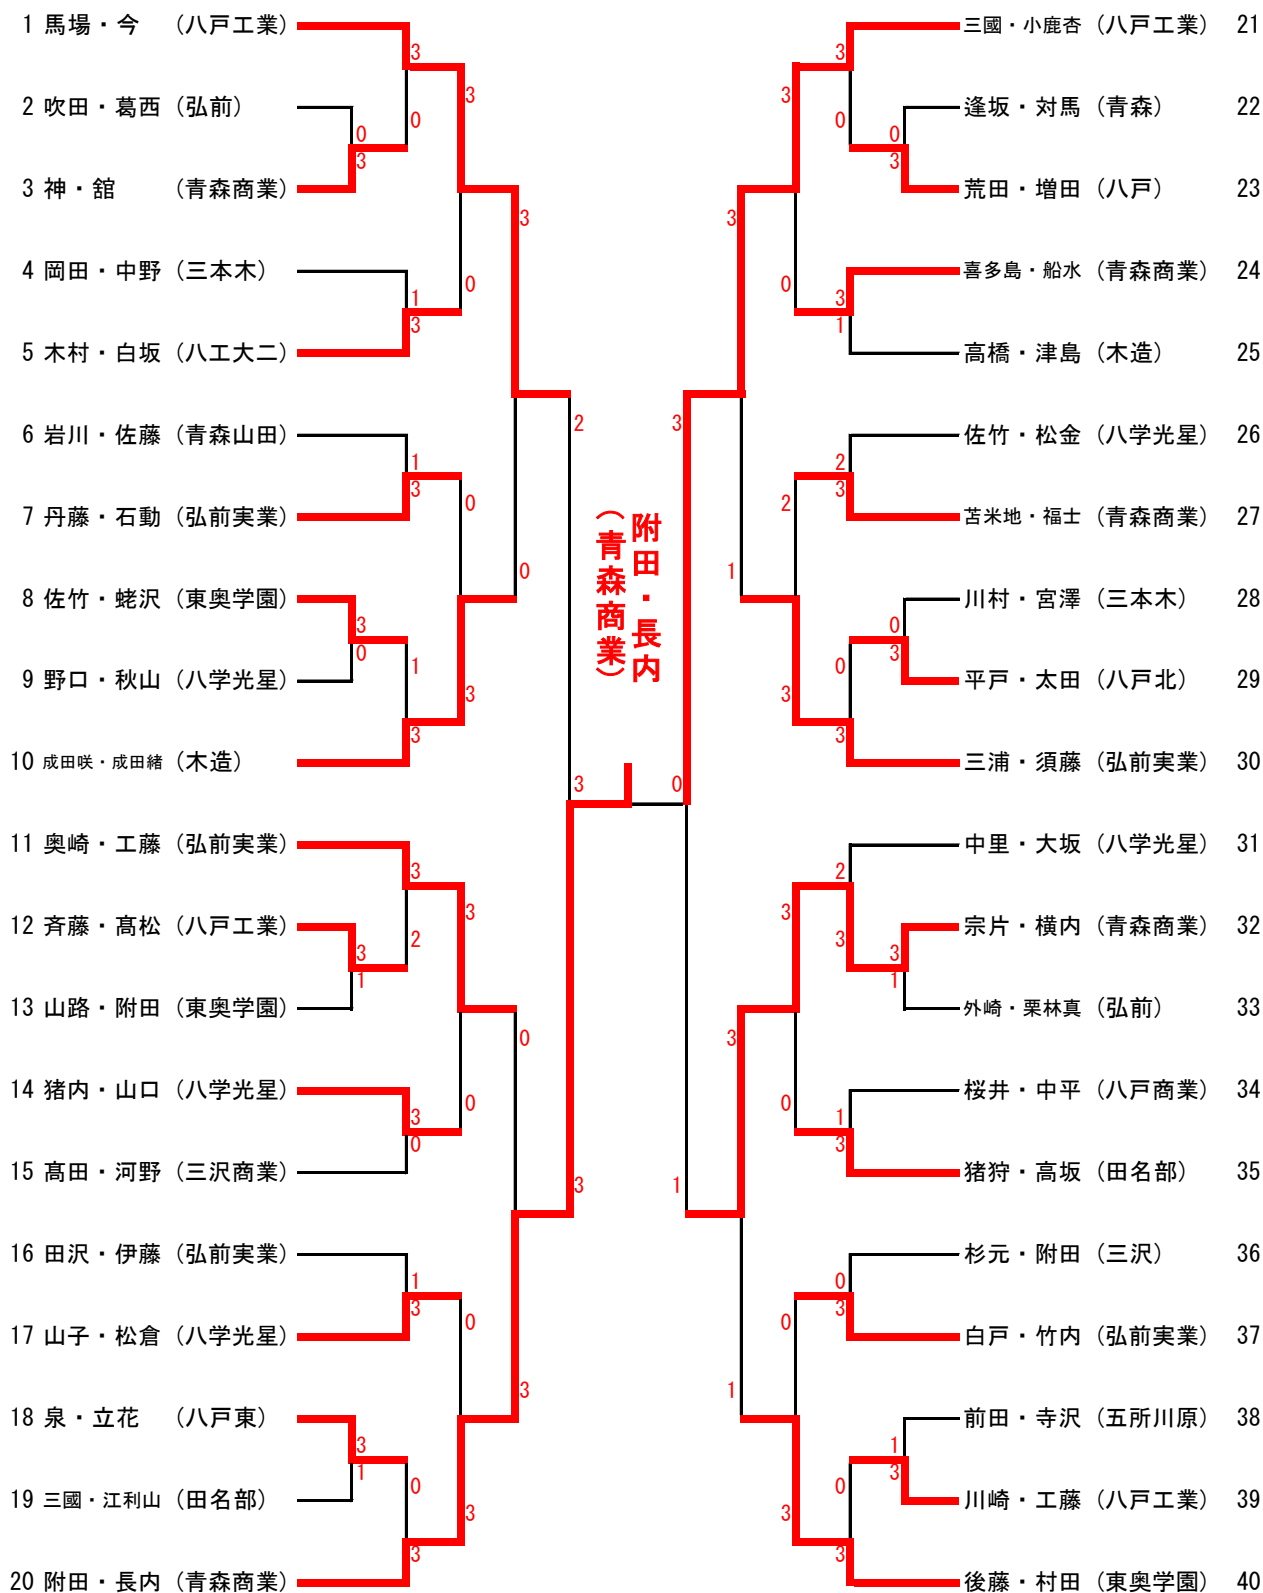 1 馬場・今 (八戸工業)
2 吹田・葛西 (弘前)
3 神・舘 (青森商業)
4 岡田・中野 (三本木)
5 木村・白坂 (八工大二)
6 岩川・佐藤 (青森山田)
7 丹藤・石動 (弘前実業)
8 佐竹・蛯沢 (東奥学園)
9 野口・秋山 (八学光星)
10 成田咲・成田緒 (木造)
11 奥崎・工藤 (弘前実業)
12 斉藤・髙松 (八戸工業)
13 山路・附田 (東奥学園)
14 猪内・山口 (八学光星)
15 髙田・河野 (三沢商業)
16 田沢・伊藤 (弘前実業)
17 山子・松倉 (八学光星)
18 泉・立花 (八戸東)
19 三國・江利山 (田名部)
20 附田・長内 (青森商業)
3
0
0
3
1
3
1
3
3
0
1
3
3
3
1
2
3
0
1
3
3
1
0
3
3
0
0
3
3
0
0
3
3
0
0
3
2
3
3
0
附田・長内
(青森商業)
3
1
3
1
3
1
3
0
2
3
3
0
0
3
3
0
0
3
3
1
2
3
0
3
0
3
2
3
3
1
1
3
0
3
1
3
0
3
三國・小鹿杏 (八戸工業) 21
逢坂・対馬 (青森) 22
荒田・増田 (八戸) 23
喜多島・船水 (青森商業) 24
高橋・津島 (木造) 25
佐竹・松金 (八学光星) 26
苫米地・福士 (青森商業) 27
川村・宮澤 (三本木) 28
平戸・太田 (八戸北) 29
三浦・須藤 (弘前実業) 30
中里・大坂 (八学光星) 31
宗片・横内 (青森商業) 32
外崎・栗林真 (弘前) 33
桜井・中平 (八戸商業) 34
猪狩・高坂 (田名部) 35
杉元・附田 (三沢) 36
白戸・竹内 (弘前実業) 37
前田・寺沢 (五所川原) 38
川崎・工藤 (八戸工業) 39
後藤・村田 (東奥学園) 40